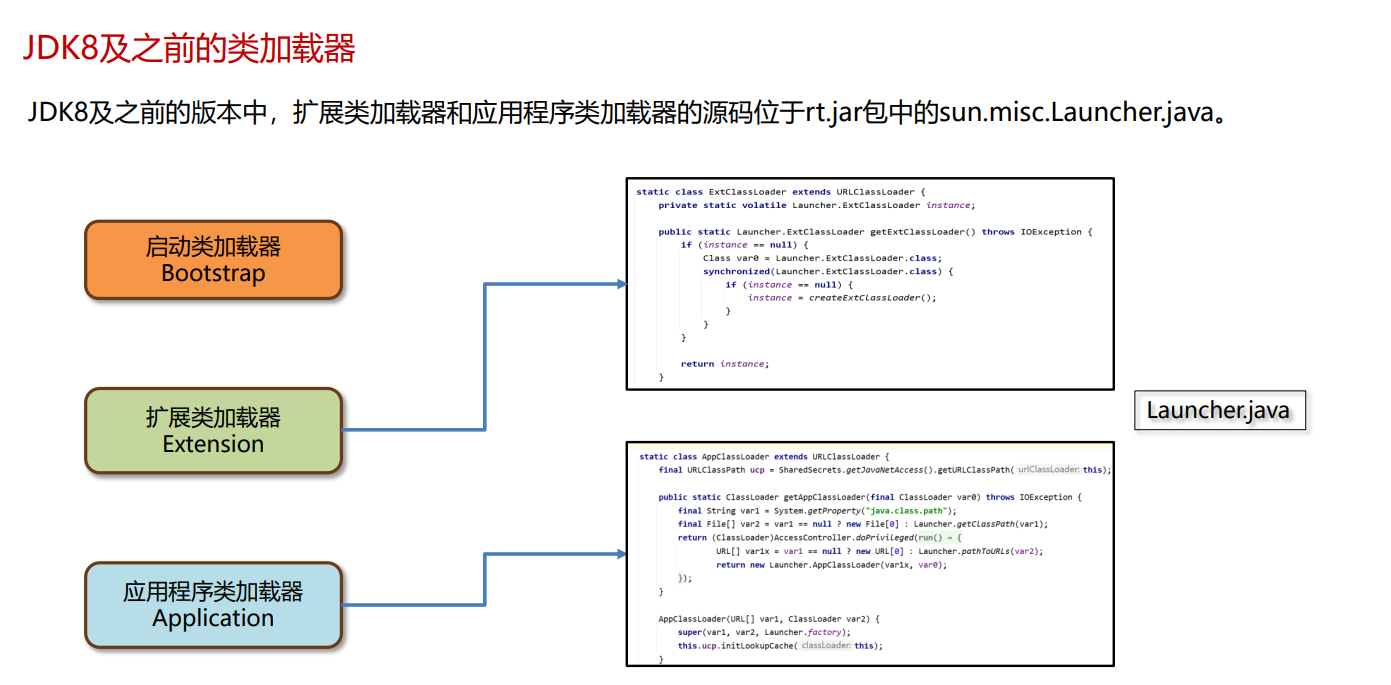 JDK8及之前的类加载器
JDK8及之前的版本中，扩展类加载器和应用程序类加载器的源码位于rt.jar包中的sun.misc.Launcher.java。
启动类加载器
Bootstrap
扩展类加载器
Extension
应用程序类加载器
Application
static class ExtClassLoader extends URLClassLoader {
private static volatile Launcher.ExtClassLoader instance;
public static Launcher.ExtClassLoader getExtClassLoader() throws IOException {
if (instance == null) {
Class var0 = Launcher.ExtClassLoader.class;
synchronized(Launcher.ExtClassLoader.class) {
if (instance == null) {
instance = createExtClassLoader();
}
}
}
return instance;
}
Launcher.java
static class AppClassLoader extends URLClassLoader {
final URLClassPath ucp = SharedSecrets.getJavaNetAccess().getURLClassPath( urlClassLoader: this);
public static ClassLoader getAppClassLoader(final ClassLoader var0) throws IOException {
final String var1 = System.getProperty("java.class.path");
final File[] var2 = var1 == null ? new File[0] : Launcher.getClassPath(var1);
return (ClassLoader)AccessController.doPrivileged(run() → {
URL[] var1x = var1 == null ? new URL[0] : Launcher.pathToURLs(var2);
return new Launcher.AppClassLoader(var1x, var0);
});
}
AppClassLoader(URL[] var1, ClassLoader var2) {
super(var1, var2, Launcher.factory);
this.ucp.initLookupCache( classLoader: this);
}